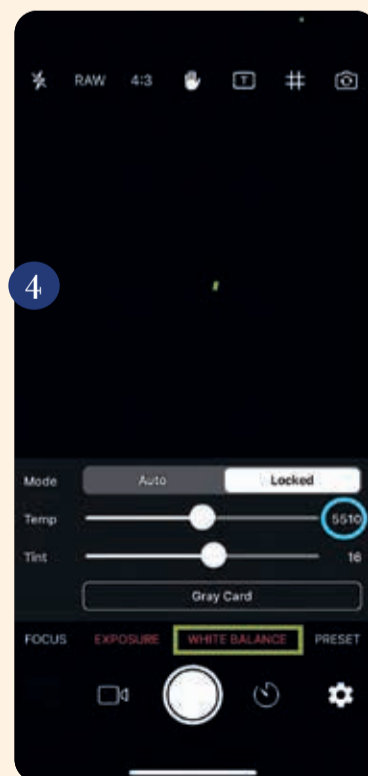 RAW 4:3 T
4
Mode Auto Locked
Temp 5510
Tint 16
Gray Card
FOCUS EXPOSURE WHITE BALANCE PRESET